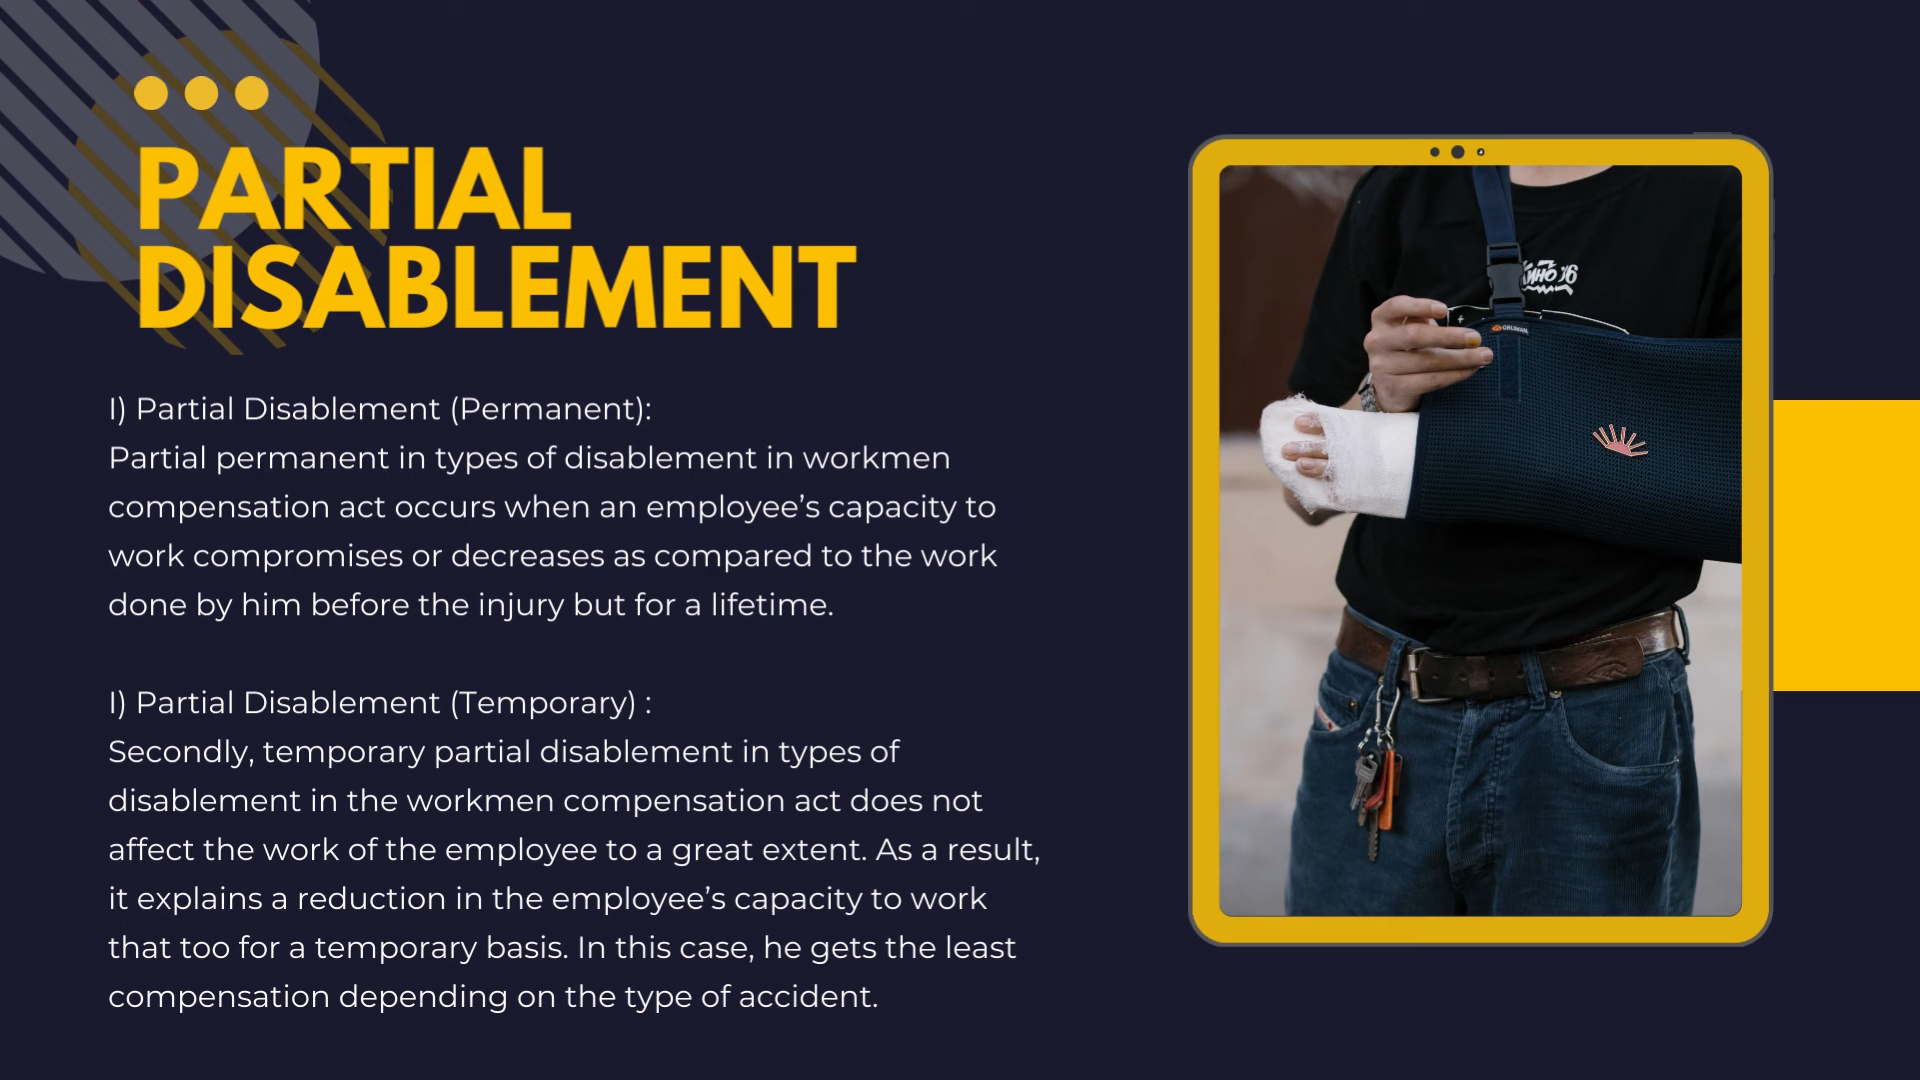 PARTIAL
DISABLEMENT
I) Partial Disablement (Permanent):
Partial permanent in types of disablement in workmen
compensation act occurs when an employee’s capacity to
work compromises or decreases as compared to the work
done by him before the injury but for a lifetime.
I) Partial Disablement (Temporary) :
Secondly, temporary partial disablement in types of
disablement in the workmen compensation act does not
affect the work of the employee to a great extent. As a result,
it explains a reduction in the employee’s capacity to work
that too for a temporary basis. In this case, he gets the least
compensation depending on the type of accident.